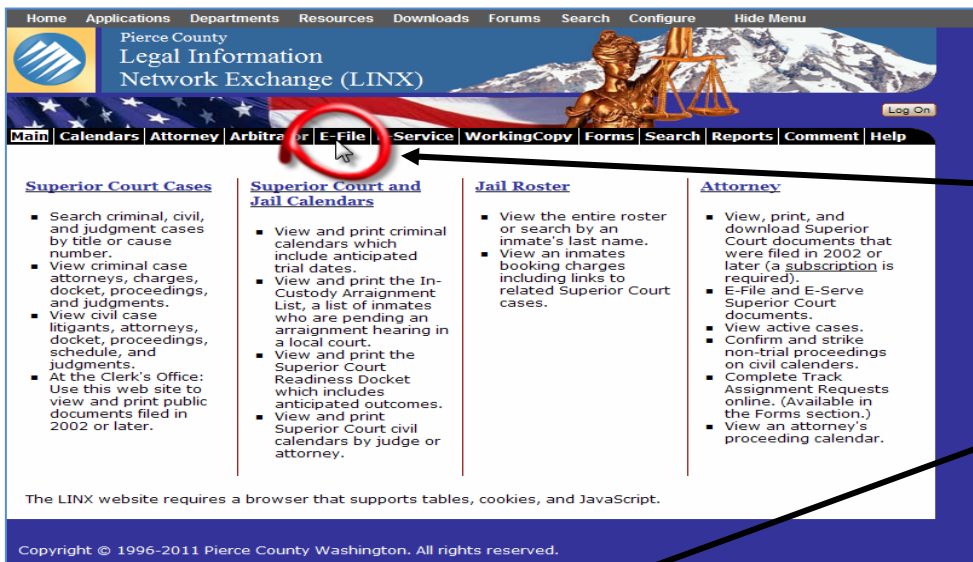 Home Applications Departments Resources Downloads Forums Search Configure Hide Menu
Pierce County
Legal Information
Network Exchange (LINX)
Log On
Main Calendars Attorney Arbitrator E-File E-Service WorkingCopy Forms Search Reports Comment Help
Superior Court Cases
▪ Search criminal, civil,
and judgment cases
by title or cause
number.
▪ View criminal case
attorneys, charges,
docket, proceedings,
and judgments.
▪ View civil case
litigants, attorneys,
docket, proceedings,
schedule, and
judgments.
▪ At the Clerk's Office:
Use this web site to
view and print public
documents filed in
2002 or later.
Superior Court and
Jail Calendars
▪ View and print criminal
calendars which
include anticipated
trial dates.
▪ View and print the In-
Custody Arraignment
List, a list of inmates
who are pending an
arraignment hearing in
a local court.
▪ View and print the
Superior Court
Readiness Docket
which includes
anticipated outcomes.
▪ View and print
Superior Court civil
calendars by judge or
attorney.
Jail Roster
▪ View the entire roster
or search by an
inmate's last name.
▪ View an inmates
booking charges
including links to
related Superior Court
cases.
Attorney
▪ View, print, and
download Superior
Court documents that
were filed in 2002 or
later (a subscription is
required).
▪ E-File and E-Serve
Superior Court
documents.
▪ View active cases.
▪ Confirm and strike
non-trial proceedings
on civil calenders.
▪ Complete Track
Assignment Requests
online. (Available in
the Forms section.)
▪ View an attorney's
proceeding calendar.
The LINX website requires a browser that supports tables, cookies, and JavaScript.
Copyright © 1996-2011 Pierce County Washington. All rights reserved.